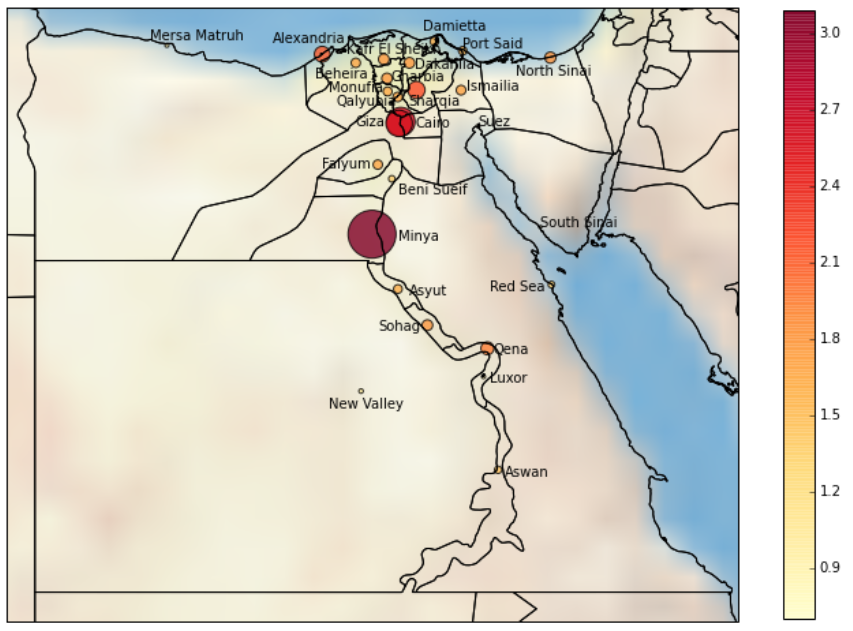 Damietta
Mersa Matruh
Alexandria
Kafr El Sheikh
Port Said
Dakahlia
North Sinai
Beheira
Gharbia
Monufia
Ismailia
Qalyubia
Sharqia
Giza
Cairo
Suez
Faiyum
Beni Sueif
South Sinai
Minya
Red Sea
Asyut
Sohag
Qena
Luxor
New Valley
Aswan
3.0
2.7
2.4
2.1
1.8
1.5
1.2
0.9